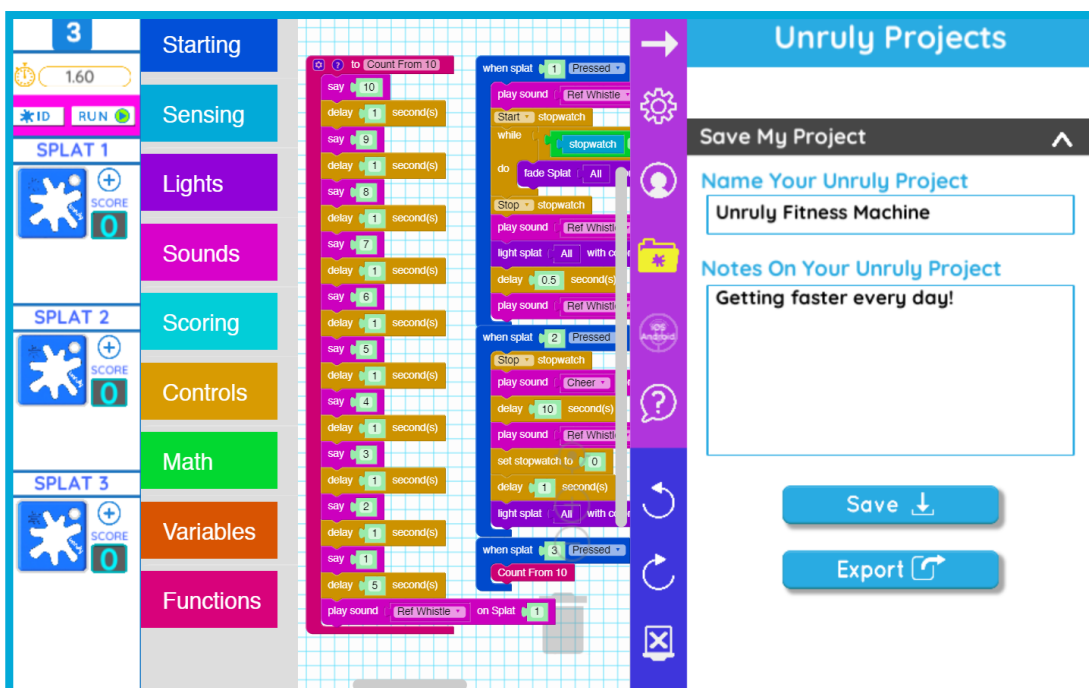 3
1.60
ID RUN
SPLAT 1
SCORE
0
SPLAT 2
SCORE
0
SPLAT 3
SCORE
0
Starting
Sensing
Lights
Sounds
Scoring
Controls
Math
Variables
Functions
to Count From 10
say 10
delay 1 second(s)
say 9
delay 1 second(s)
say 8
delay 1 second(s)
say 7
delay 1 second(s)
say 6
delay 1 second(s)
say 5
delay 1 second(s)
say 4
delay 1 second(s)
say 3
delay 1 second(s)
say 2
delay 1 second(s)
say 1
delay 5 second(s)
play sound Ref Whistle on Splat 1
when splat 1 Pressed
play sound Ref Whistle
Start stopwatch
while stopwatch
do fade Splat All
Stop stopwatch
play sound Ref Whistle
light splat All with
delay 0.5 second(s)
play sound Ref
when splat 2 Pressed
Stop stopwatch
play sound Cheer
delay 10 second(s)
play sound Ref
set stopwatch to 0
delay 1 second(s)
light splat All with
when splat 3 Pressed
Count From 10
iOS
Android
Unruly Projects
Save My Project
Name Your Unruly Project
Unruly Fitness Machine
Notes On Your Unruly Project
Getting faster every day!
Save
Export